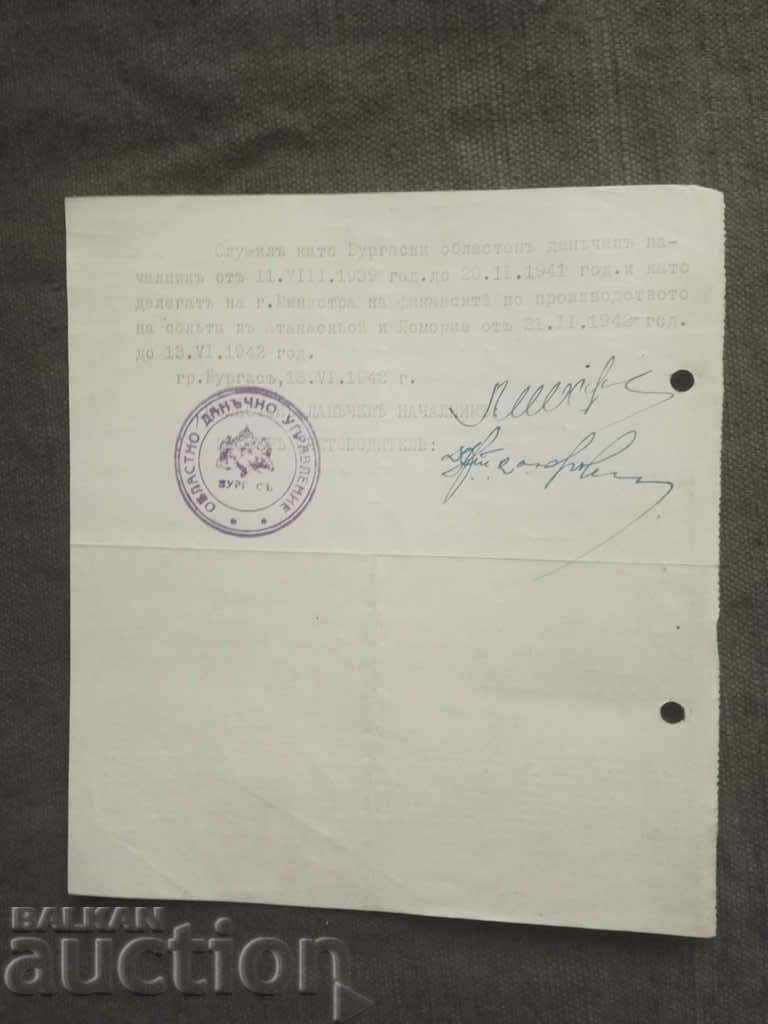 Служилъ като Бургаски областенъ данъченъ на-
чалникъ отъ 11.VIII.1939 год. до 20.II.1941 год. и като
делегатъ на г. Министра на финанситѣ по производството
на сольта въ Атанаскьой и Поморие отъ 21.II.1942 год.
до 13.VI.1942 год.
гр. Бургасъ, 18.VI.1942 г.
ДАНЪЧЕНЪ НАЧАЛНИКЪ
ОБЛАСТНО ДАНЪЧНО УПРАВЛЕНИЕ
БУРГАСЪ
BALKAN
auction